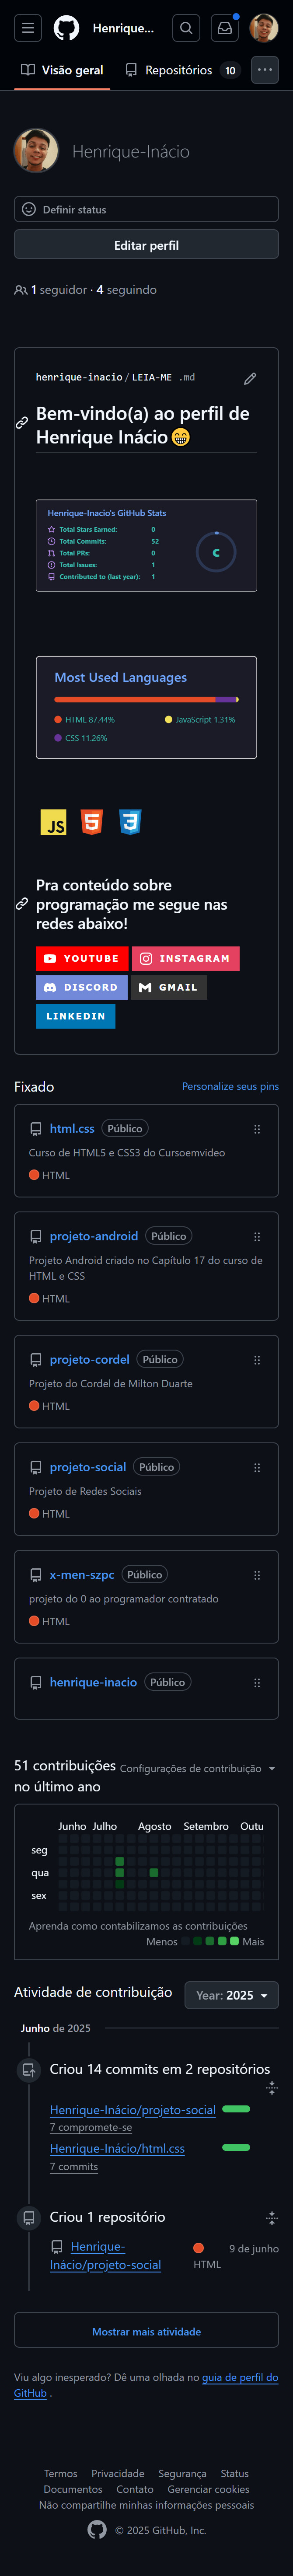 Henrique...
Visão geral
Repositórios 10
Henrique-Inácio
Definir status
Editar perfil
1 seguidor · 4 seguindo
henrique-inacio/LEIA-ME .md
Bem-vindo(a) ao perfil de
Henrique Inácio😁
Henrique-Inacio's GitHub Stats
Total Stars Earned: 0
Total Commits: 52
Total PRs: 0
Total Issues: 1
Contributed to (last year): 1
C
Most Used Languages
HTML 87.44%
JavaScript 1.31%
CSS 11.26%
JS
5
3
Pra conteúdo sobre
programação me segue nas
redes abaixo!
YOUTUBE
INSTAGRAM
DISCORD
GMAIL
LINKEDIN
Fixado
Personalize seus pins
html.css Público
Curso de HTML5 e CSS3 do Cursoemvideo
HTML
projeto-android Público
Projeto Android criado no Capítulo 17 do curso de
HTML e CSS
HTML
projeto-cordel Público
Projeto do Cordel de Milton Duarte
HTML
projeto-social Público
Projeto de Redes Sociais
HTML
x-men-szpc Público
projeto do 0 ao programador contratado
HTML
henrique-inacio Público
51 contribuições
no último ano
Configurações de contribuição
Junho Julho Agosto Setembro Outu
seg
qua
sex
Aprenda como contabilizamos as contribuições
Menos Mais
Atividade de contribuição
Year: 2025
Junho de 2025
Criou 14 commits em 2 repositórios
Henrique-Inácio/projeto-social
7 compromete-se
Henrique-Inácio/html.css
7 commits
Criou 1 repositório
Henrique-
Inácio/projeto-social
HTML
9 de junho
Mostrar mais atividade
Viu algo inesperado? Dê uma olhada no guia de perfil do
GitHub .
Termos Privacidade Segurança Status
Documentos Contato Gerenciar cookies
Não compartilhe minhas informações pessoais
© 2025 GitHub, Inc.